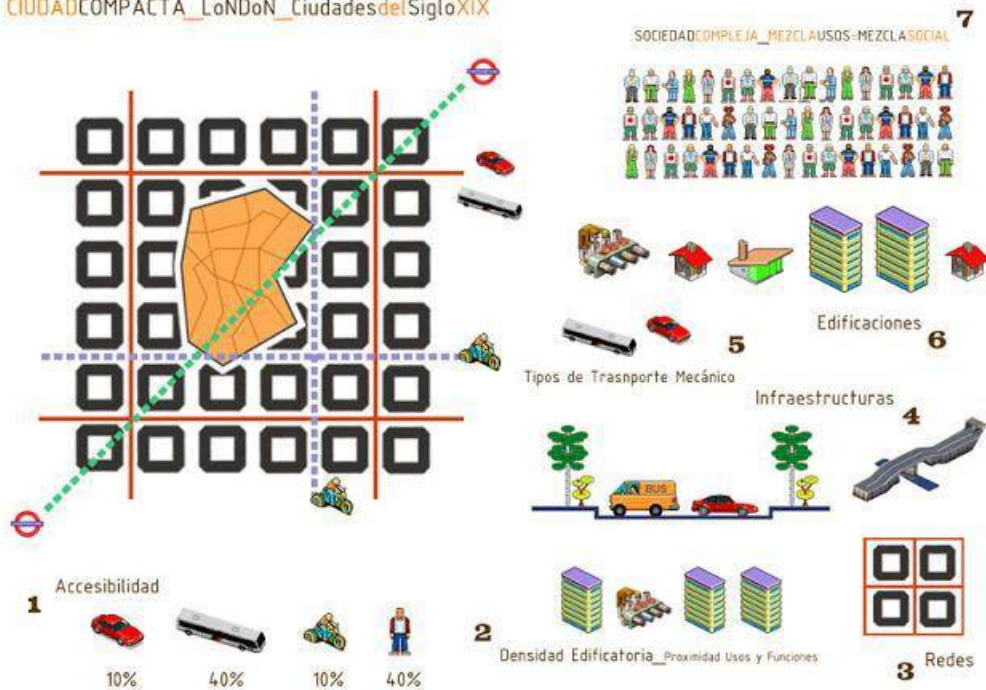 CIUDADCOMPACTA_LoNDoN_CiudadesdelSigloXIX
7
SOCIEDADCOMPLEJA_MEZCLAUSOS=MEZCLASOCIAL
Edificaciones
6
5
Tipos de Trasnporte Mecánico
Infraestructuras
4
BUS
1
Accesibilidad
10%
40%
10%
40%
2
Densidad Edificatoria_Proximidad Usos y Funciones
3
Redes